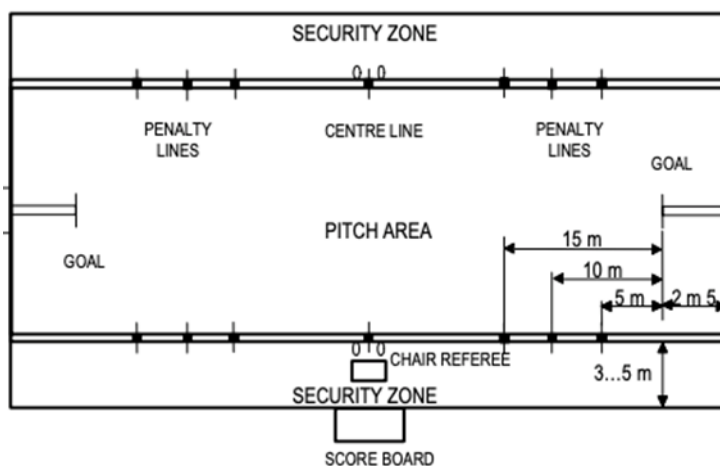 SECURITY ZONE
0 0
PENALTY LINES
CENTRE LINE
PENALTY LINES
GOAL
PITCH AREA
15 m
GOAL
10 m
5 m
2 m 5
0 0
CHAIR REFEREE
3...5 m
SECURITY ZONE
SCORE BOARD